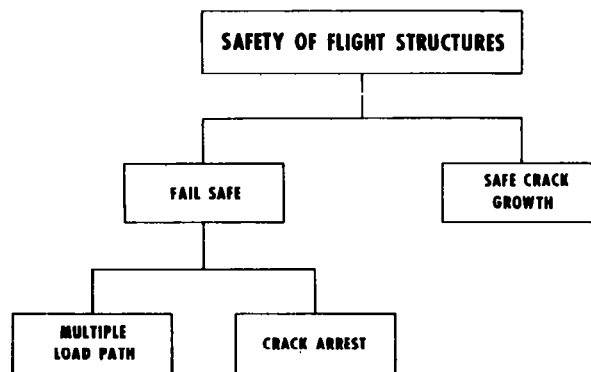 SAFETY OF FLIGHT STRUCTURES
FAIL SAFE
SAFE CRACK
GROWTH
MULTIPLE
LOAD PATH
CRACK ARREST